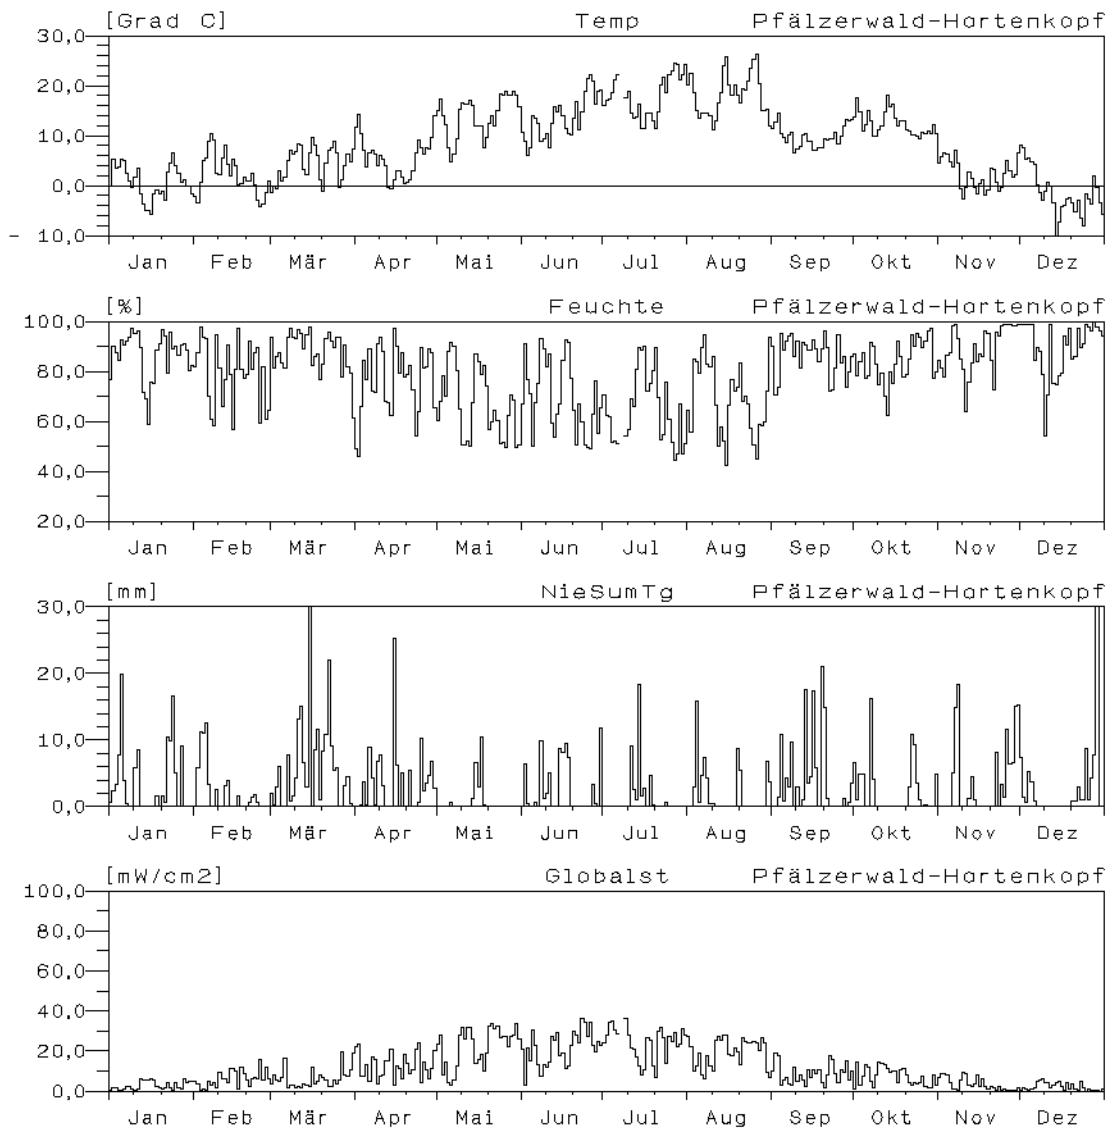 [Grad C] Temp Pfälzerwald-Hortenkopf
30,0
20,0
10,0
0,0
- 10,0
Jan Feb Mär Apr Mai Jun Jul Aug Sep Okt Nov Dez
[%] Feuchte Pfälzerwald-Hortenkopf
100,0
80,0
60,0
40,0
20,0
Jan Feb Mär Apr Mai Jun Jul Aug Sep Okt Nov Dez
[mm] NieSumTg Pfälzerwald-Hortenkopf
30,0
20,0
10,0
0,0
Jan Feb Mär Apr Mai Jun Jul Aug Sep Okt Nov Dez
[mW/cm2] Globalst Pfälzerwald-Hortenkopf
100,0
80,0
60,0
40,0
20,0
0,0
Jan Feb Mär Apr Mai Jun Jul Aug Sep Okt Nov Dez